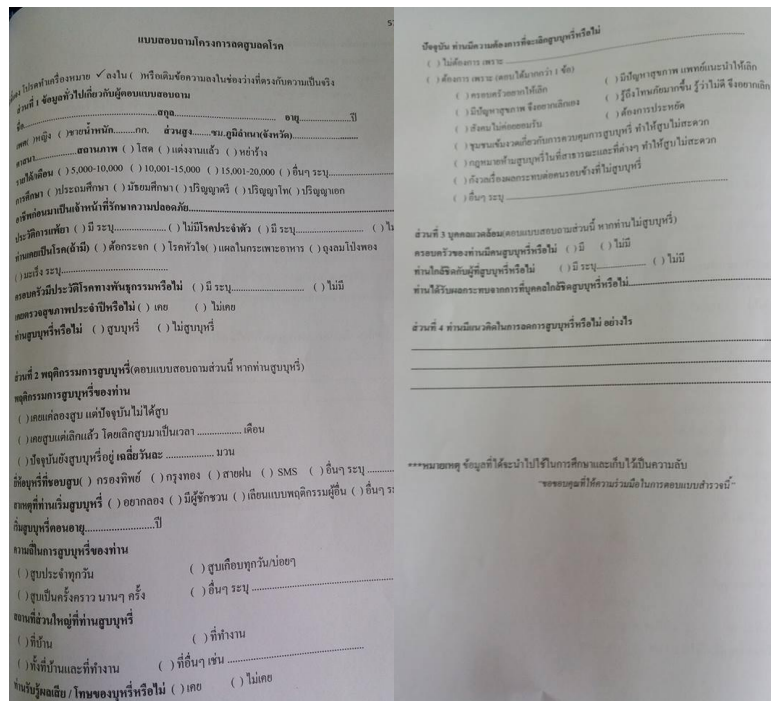 5
แบบสอบถามโครงการลดสูบลดโรค
โปรดทำเครื่องหมาย ✓ ลงใน ( )หรือเติมข้อความลงในช่องว่างที่ตรงกับความเป็นจริง
ส่วนที่ 1 ข้อมูลทั่วไปเกี่ยวกับผู้ตอบแบบสอบถาม
ชื่อ..............................สกุล.............................. อายุ....................ปี
เพศ( )หญิง ( )ชายน้ำหนัก........กก. ส่วนสูง.......ซม.ภูมิลำเนา(จังหวัด)..............................
ศาสนา....................สถานภาพ ( ) โสด ( ) แต่งงานแล้ว ( ) หย่าร้าง
รายได้/เดือน ( ) 5,000-10,000 ( ) 10,001-15,000 ( ) 15,001-20,000 ( ) อื่นๆ ระบุ....................
การศึกษา ( )ประถมศึกษา ( ) มัธยมศึกษา ( ) ปริญญาตรี ( ) ปริญญาโท( ) ปริญญาเอก
อาชีพก่อนมาเป็นเจ้าหน้าที่รักษาความปลอดภัย..............................
ประวัติการแพ้ยา ( ) มี ระบุ.................... ( ) ไม่มีโรคประจำตัว ( ) มี ระบุ.................... ( ) ไ
ท่านเคยเป็นโรค(ถ้ามี) ( ) ต้อกระจก ( ) โรคหัวใจ( ) แผลในกระเพาะอาหาร ( ) ถุงลมโป่งพอง
( )มะเร็ง ระบุ..............................
ครอบครัวมีประวัติโรคทางพันธุกรรมหรือไม่ ( ) มี ระบุ.................... ( ) ไม่มี
เคยตรวจสุขภาพประจำปีหรือไม่ ( ) เคย ( ) ไม่เคย
ท่านสูบบุหรี่หรือไม่ ( ) สูบบุหรี่ ( ) ไม่สูบบุหรี่
ส่วนที่ 2 พฤติกรรมการสูบบุหรี่(ตอบแบบสอบถามส่วนนี้ หากท่านสูบบุหรี่)
พฤติกรรมการสูบบุหรี่ของท่าน
( )เคยแค่ลองสูบ แต่ปัจจุบันไม่ได้สูบ
( )เคยสูบแต่เลิกแล้ว โดยเลิกสูบมาเป็นเวลา .................. เดือน
( )ปัจจุบันยังสูบบุหรี่อยู่ เฉลี่ยวันละ .................... มวน
ยี่ห้อบุหรี่ที่ชอบสูบ( ) กรองทิพย์ ( ) กรุงทอง ( ) สายฝน ( ) SMS ( ) อื่นๆ ระบุ ..........
สาเหตุที่ท่านเริ่มสูบบุหรี่ ( ) อยากลอง ( ) มีผู้ชักชวน ( ) เลียนแบบพฤติกรรมผู้อื่น ( ) อื่นๆ ร
เริ่มสูบบุหรี่ตอนอายุ....................ปี
ความถี่ในการสูบบุหรี่ของท่าน
( )สูบประจำทุกวัน ( ) สูบเกือบทุกวัน/บ่อยๆ
( )สูบเป็นครั้งคราว นานๆ ครั้ง ( ) อื่นๆ ระบุ ..............................
สถานที่ส่วนใหญ่ที่ท่านสูบบุหรี่
( )ที่บ้าน ( ) ที่ทำงาน
( )ทั้งที่บ้านและที่ทำงาน ( ) ที่อื่นๆ เช่น ..............................
ท่านรับรู้ผลเสีย / โทษของบุหรี่หรือไม่ ( ) เคย ( ) ไม่เคย
ปัจจุบัน ท่านมีความต้องการที่จะเลิกสูบบุหรี่หรือไม่
( ) ไม่ต้องการ เพราะ ..............................
( ) ต้องการ เพราะ (ตอบได้มากกว่า 1 ข้อ)
( ) ครอบครัวอยากให้เลิก ( ) มีปัญหาสุขภาพ แพทย์แนะนำให้เลิก
( ) มีปัญหาสุขภาพ จึงอยากเลิกเอง ( ) รู้ถึงโทษภัยมากขึ้น รู้ว่าไม่ดี จึงอยากเลิก
( ) สังคมไม่ค่อยยอมรับ ( ) ต้องการประหยัด
( ) ชุมชนเข้มงวดเกี่ยวกับการควบคุมการสูบบุหรี่ ทำให้สูบไม่สะดวก
( ) กฎหมายห้ามสูบบุหรี่ในที่สาธารณะและที่ต่างๆ ทำให้สูบไม่สะดวก
( ) กังวลเรื่องผลกระทบต่อคนรอบข้างที่ไม่สูบบุหรี่
( ) อื่นๆ ระบุ ..............................
ส่วนที่ 3 บุคคลแวดล้อม(ตอบแบบสอบถามส่วนนี้ หากท่านไม่สูบบุหรี่)
ครอบครัวของท่านมีคนสูบบุหรี่หรือไม่ ( ) มี ( ) ไม่มี
ท่านใกล้ชิดกับผู้ที่สูบบุหรี่หรือไม่ ( ) มี ระบุ.................... ( ) ไม่มี
ท่านได้รับผลกระทบจากการที่บุคคลใกล้ชิดสูบบุหรี่หรือไม่..............................
ส่วนที่ 4 ท่านมีแนวคิดในการลดการสูบบุหรี่หรือไม่ อย่างไร
***หมายเหตุ ข้อมูลที่ได้จะนำไปใช้ในการศึกษาและเก็บไว้เป็นความลับ
"ขอขอบคุณที่ให้ความร่วมมือในการตอบแบบสำรวจนี้"